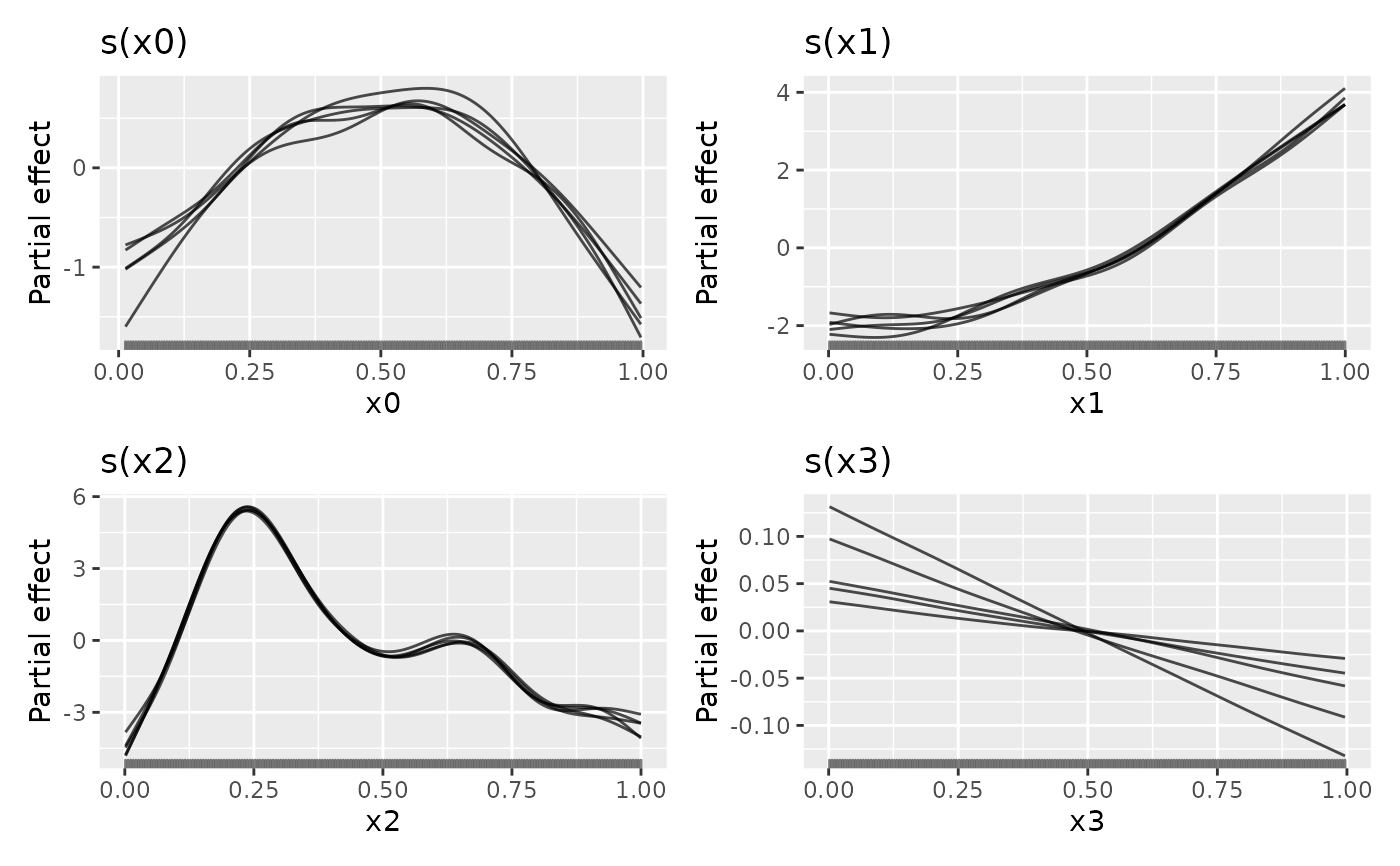 s(x0)
Partial effect
0
-1
0.00 0.25 0.50 0.75 1.00
x0
s(x1)
Partial effect
4
2
0
-2
0.00 0.25 0.50 0.75 1.00
x1
s(x2)
Partial effect
6
3
0
-3
0.00 0.25 0.50 0.75 1.00
x2
s(x3)
Partial effect
0.10
0.05
0.00
-0.05
-0.10
0.00 0.25 0.50 0.75 1.00
x3